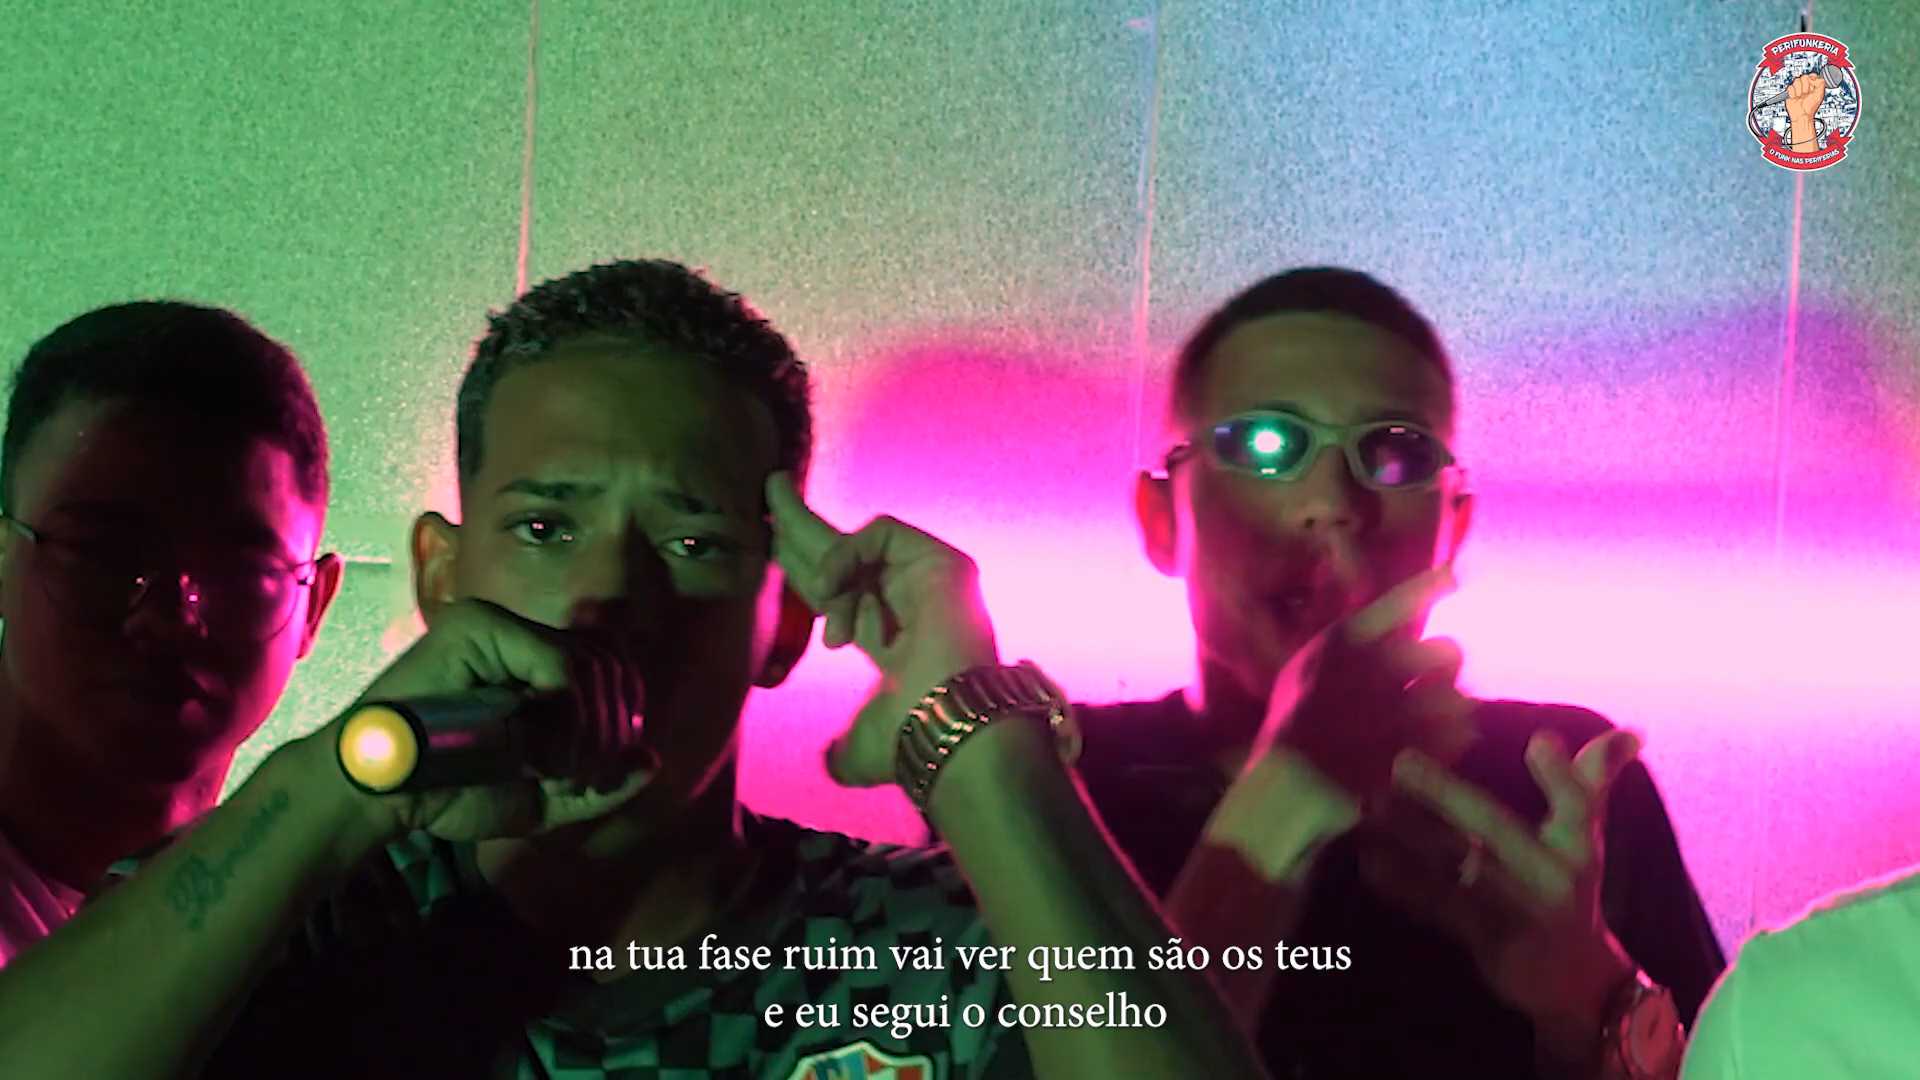 PERIFUNKERIA
O FUNK NAS PERIFERIAS
na tua fase ruim vai ver quem são os teus
e eu segui o conselho